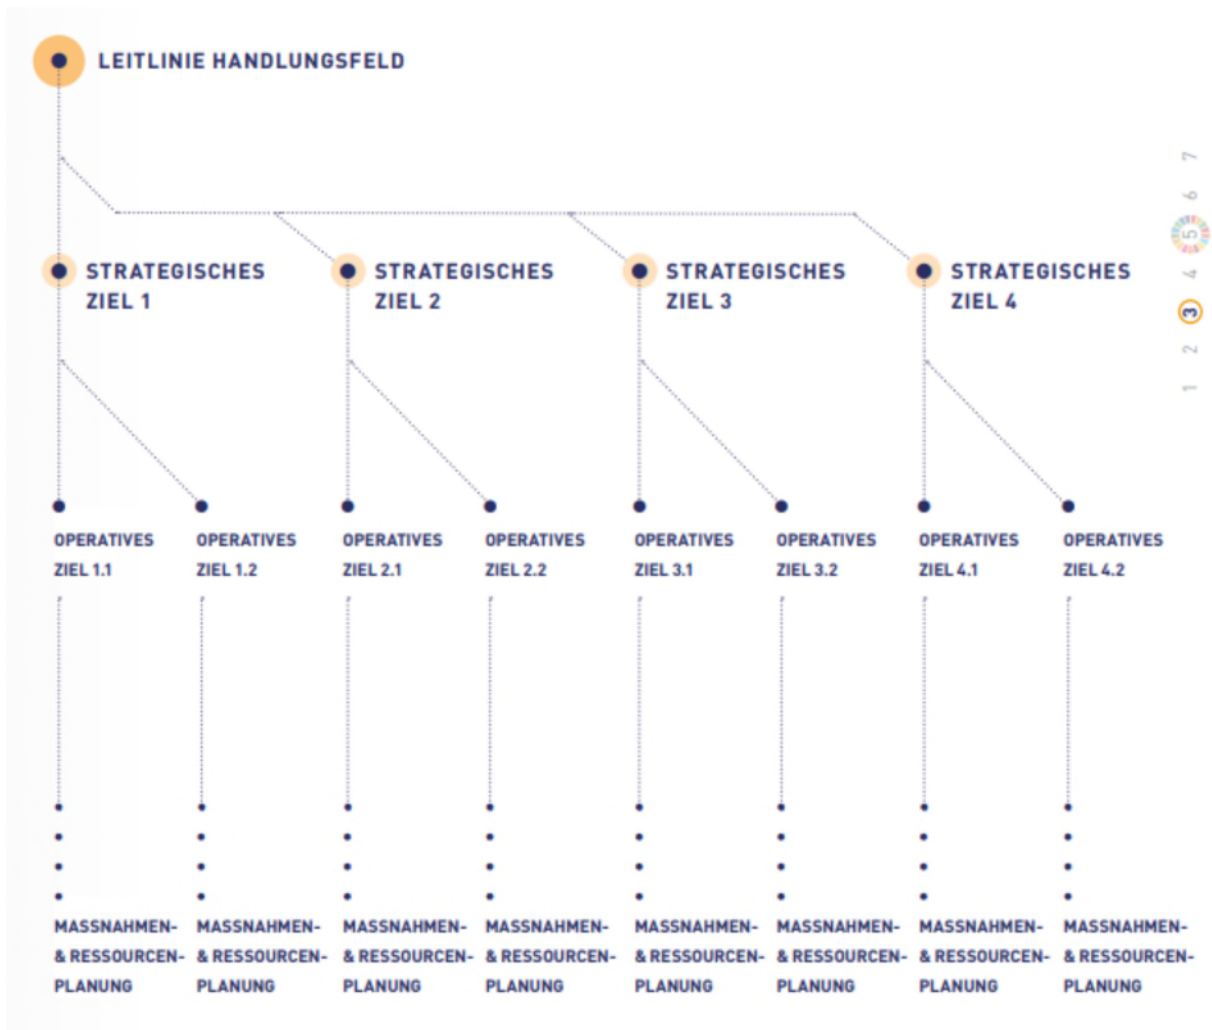 LEITLINIE HANDLUNGSFELD
STRATEGISCHES
ZIEL 1
STRATEGISCHES
ZIEL 2
STRATEGISCHES
ZIEL 3
STRATEGISCHES
ZIEL 4
OPERATIVES
ZIEL 1.1
OPERATIVES
ZIEL 1.2
OPERATIVES
ZIEL 2.1
OPERATIVES
ZIEL 2.2
OPERATIVES
ZIEL 3.1
OPERATIVES
ZIEL 3.2
OPERATIVES
ZIEL 4.1
OPERATIVES
ZIEL 4.2
MASSNAHMEN-
& RESSOURCEN-
PLANUNG
MASSNAHMEN-
& RESSOURCEN-
PLANUNG
MASSNAHMEN-
& RESSOURCEN-
PLANUNG
MASSNAHMEN-
& RESSOURCEN-
PLANUNG
MASSNAHMEN-
& RESSOURCEN-
PLANUNG
MASSNAHMEN-
& RESSOURCEN-
PLANUNG
MASSNAHMEN-
& RESSOURCEN-
PLANUNG
MASSNAHMEN-
& RESSOURCEN-
PLANUNG
1 2 3 4 5 6 7